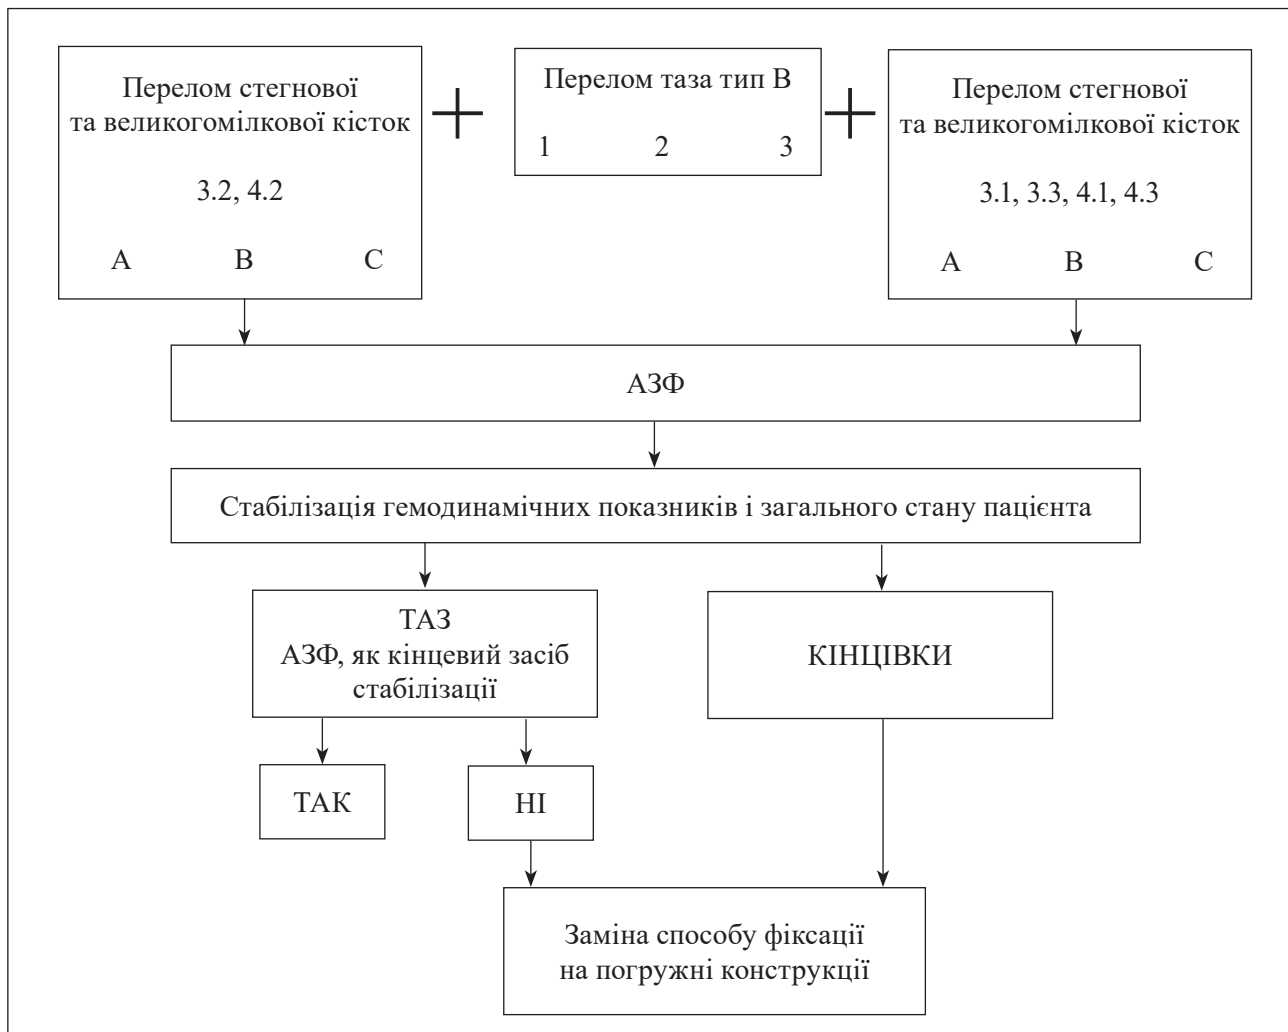 Перелом стегнової
та великогомілкової кісток
3.2, 4.2
А В С
+
Перелом таза тип В
1 2 3
+
Перелом стегнової
та великогомілкової кісток
3.1, 3.3, 4.1, 4.3
А В С
АЗФ
Стабілізація гемодинамічних показників і загального стану пацієнта
ТАЗ
АЗФ, як кінцевий засіб
стабілізації
КІНЦІВКИ
ТАК
НІ
Заміна способу фіксації
на погружні конструкції